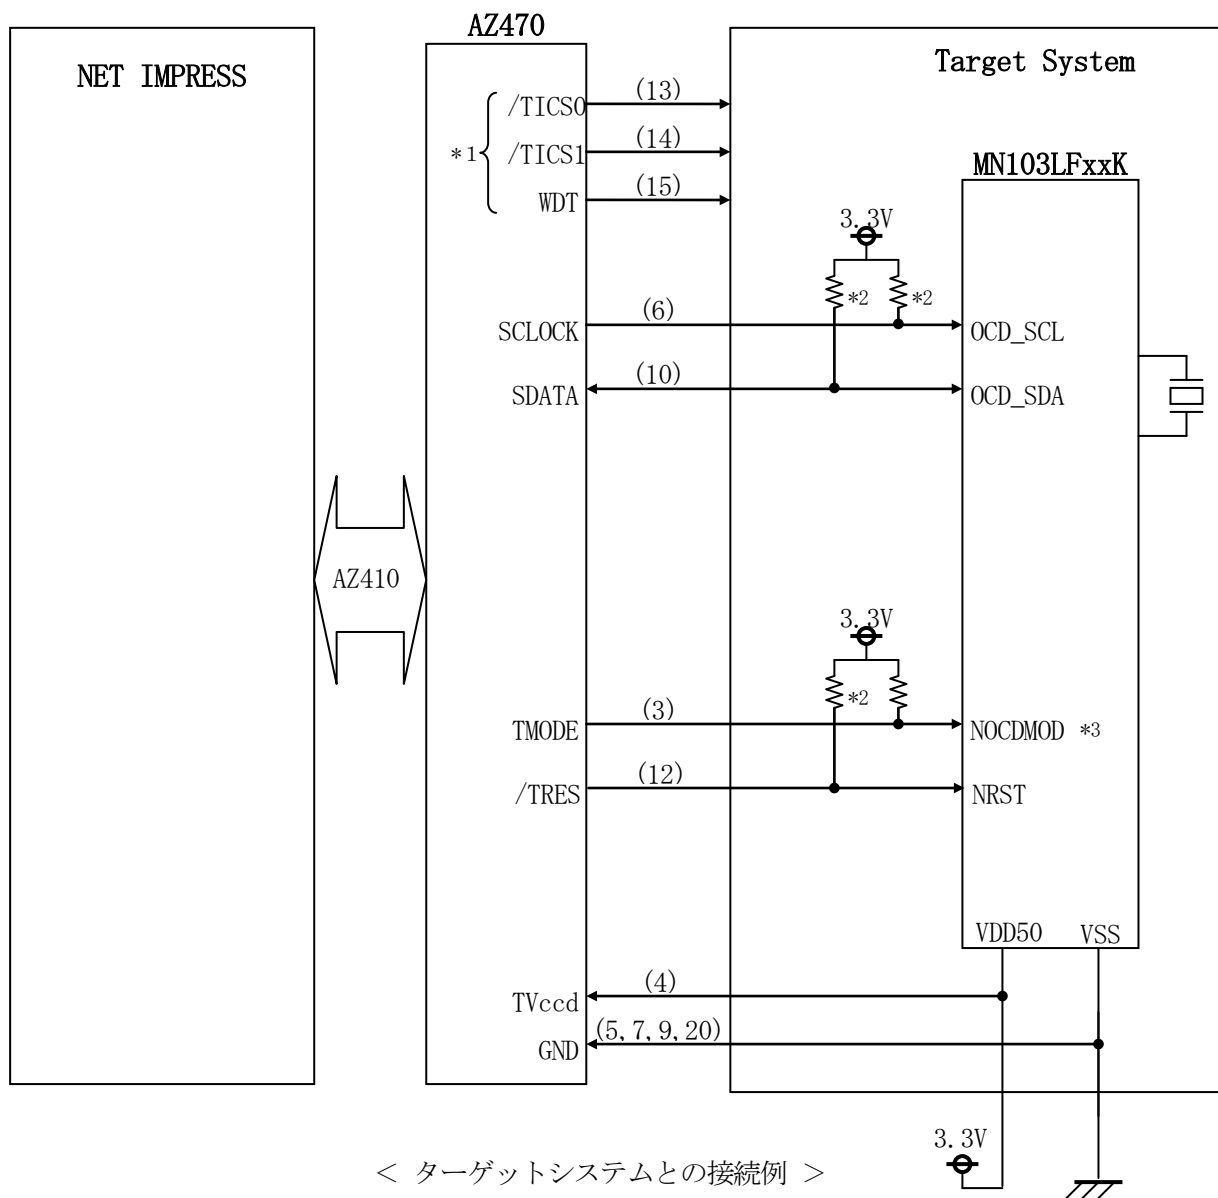 AZ470
NET IMPRESS
Target System
/TICS0
(13)
*1
/TICS1
(14)
WDT
(15)
MN103LFxxK
3.3V
*2
*2
SCLOCK
(6)
OCD_SCL
SDATA
(10)
OCD_SDA
AZ410
3.3V
*2
TMODE
(3)
NOCDMOD *3
/TRES
(12)
NRST
VDD50
VSS
TVccd
(4)
GND
(5,7,9,20)
3.3V
< ターゲットシステムとの接続例 >